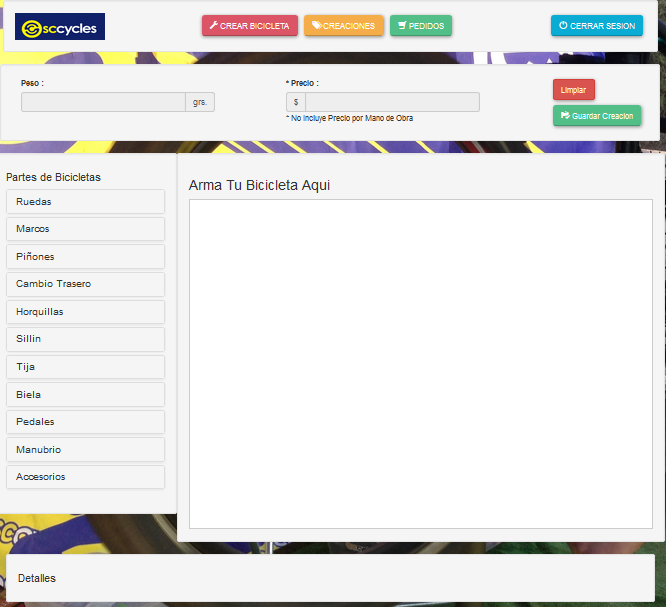 sccycles
CREAR BICICLETA
CREACIONES
PEDIDOS
CERRAR SESION
Peso :
grs.
* Precio :
$
* No Incluye Precio por Mano de Obra
Limpiar
Guardar Creacion
Partes de Bicicletas
Ruedas
Marcos
Piñones
Cambio Trasero
Horquillas
Sillin
Tija
Biela
Pedales
Manubrio
Accesorios
Arma Tu Bicicleta Aqui
Detalles